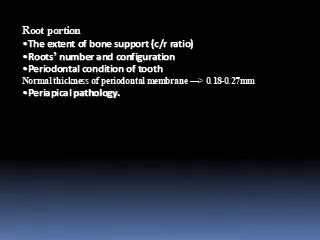 Root portion
•The extent of bone support (c/r ratio)
•Roots' number and configuration
•Periodontal condition of tooth
Normal thickness of periodontal membrane —> 0.18-0.27mm
•Periapical pathology.